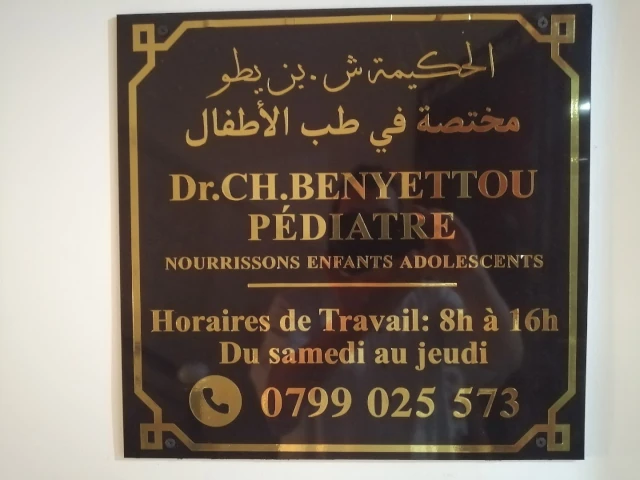 الحكيمة ش. بن يطو
مختصة في طب الأطفال
Dr.CH.BENYETTOU
PÉDIATRE
NOURRISSONS ENFANTS ADOLESCENTS
Horaires de Travail: 8h à 16h
Du samedi au jeudi
0799 025 573